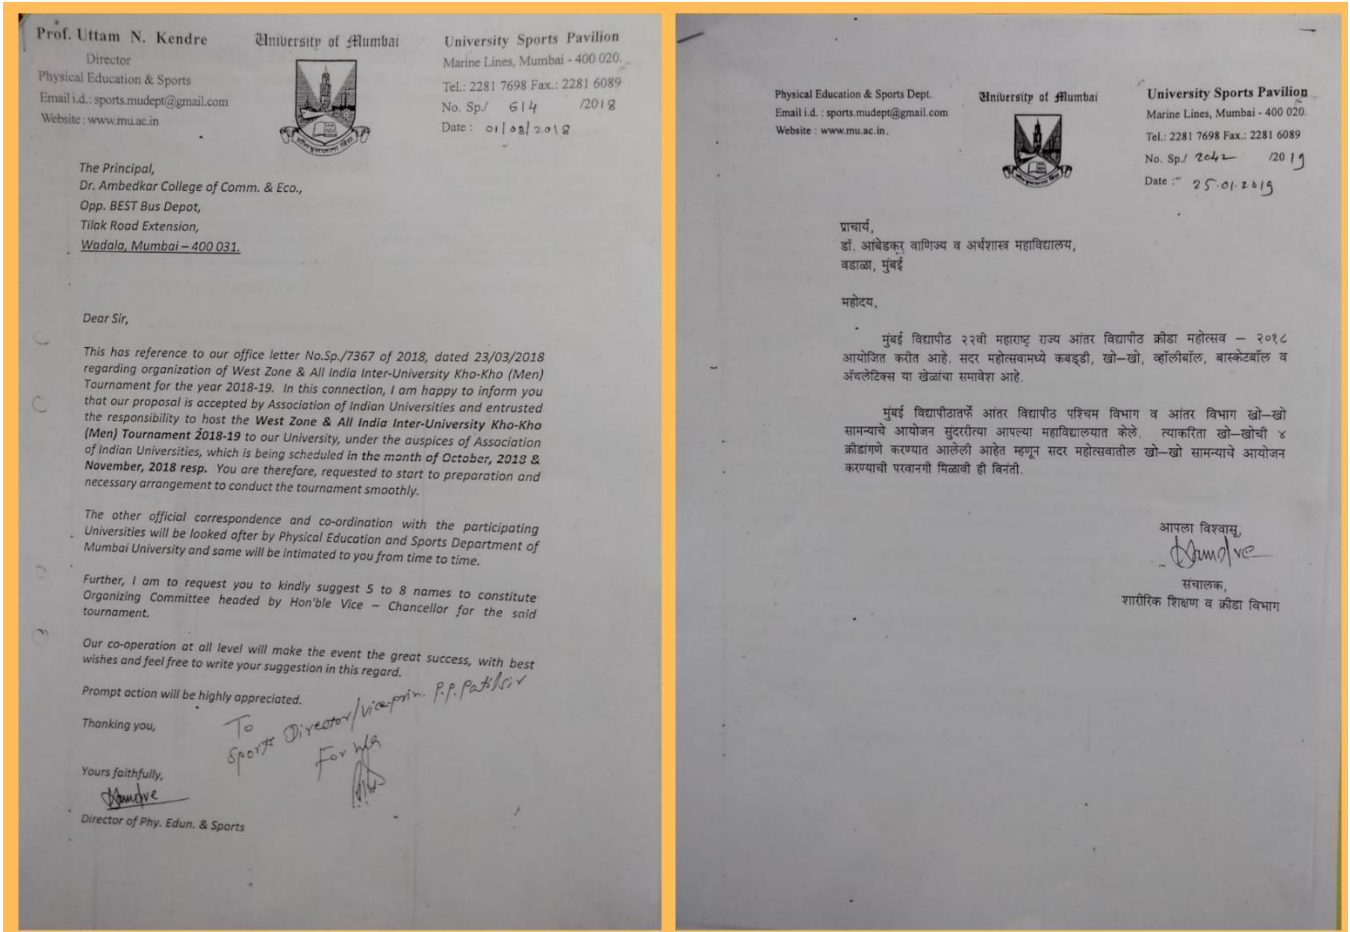 Prof. Uttam N. Kendre
Director
Physical Education & Sports
Email i.d. : sports.mudept@gmail.com
Website : www.mu.ac.in
University of Mumbai
University Sports Pavilion
Marine Lines, Mumbai - 400 020.
Tel.: 2281 7698 Fax.: 2281 6089
No. Sp./ 614 /2018
Date : 01/08/2018
The Principal,
Dr. Ambedkar College of Comm. & Eco.,
Opp. BEST Bus Depot,
Tilak Road Extension,
Wadala, Mumbai – 400 031.
Dear Sir,
This has reference to our office letter No.Sp./7367 of 2018, dated 23/03/2018
regarding organization of West Zone & All India Inter-University Kho-Kho (Men)
Tournament for the year 2018-19. In this connection, I am happy to inform you
that our proposal is accepted by Association of Indian Universities and entrusted
the responsibility to host the West Zone & All India Inter-University Kho-Kho
(Men) Tournament 2018-19 to our University, under the auspices of Association
of Indian Universities, which is being scheduled in the month of October, 2018 &
November, 2018 resp. You are therefore, requested to start to preparation and
necessary arrangement to conduct the tournament smoothly.
The other official correspondence and co-ordination with the participating
Universities will be looked after by Physical Education and Sports Department of
Mumbai University and same will be intimated to you from time to time.
Further, I am to request you to kindly suggest 5 to 8 names to constitute
Organizing Committee headed by Hon'ble Vice – Chancellor for the said
tournament.
Our co-operation at all level will make the event the great success, with best
wishes and feel free to write your suggestion in this regard.
Prompt action will be highly appreciated.
Thanking you,
To
Sports Director/Vice prin. P.P. Patil sir
For
Yours faithfully,
Director of Phy. Edun. & Sports
Physical Education & Sports Dept.
Email i.d. : sports.mudept@gmail.com
Website : www.mu.ac.in.
University of Mumbai
University Sports Pavilion
Marine Lines, Mumbai - 400 020.
Tel.: 2281 7698 Fax.: 2281 6089
No. Sp./ 2042 /2019
Date : 25.01.2019
प्राचार्य,
डॉ. आंबेडकर वाणिज्य व अर्थशास्त्र महाविद्यालय,
वडाळा, मुंबई
महोदय,
मुंबई विद्यापीठ २२वी महाराष्ट्र राज्य आंतर विद्यापीठ क्रीडा महोत्सव – २०१८
आयोजित करीत आहे. सदर महोत्सवामध्ये कबड्डी, खो–खो, व्हॉलीबॉल, बास्केटबॉल व
ॲथलेटिक्स या खेळांचा समावेश आहे.
मुंबई विद्यापीठातर्फे आंतर विद्यापीठ पश्चिम विभाग व आंतर विभाग खो–खो
सामन्याचे आयोजन सुंदररीत्या आपल्या महाविद्यालयात केले. त्याकरिता खो–खोची ४
क्रीडांगणे करण्यात आलेली आहेत म्हणून सदर महोत्सवातील खो–खो सामन्याचे आयोजन
करण्याची परवानगी मिळावी ही विनंती.
आपला विश्वासू,
संचालक,
शारीरिक शिक्षण व क्रीडा विभाग